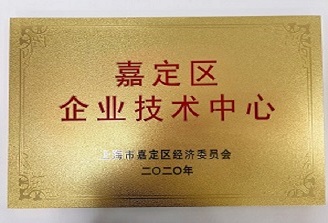 嘉定区
企业技术中心
上海市嘉定区经济委员会
二〇二〇年